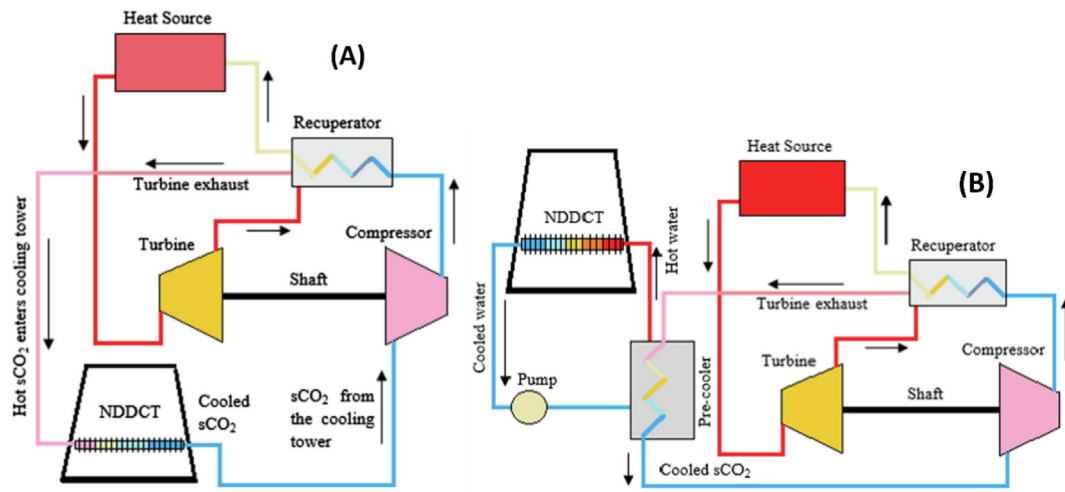 Heat Source
(A)
Recuperator
Turbine exhaust
Turbine
Compressor
Shaft
Hot sCO₂ enters cooling tower
NDDCT
Cooled
sCO₂
sCO₂ from
the cooling
tower
Heat Source
(B)
NDDCT
Hot water
Recuperator
Turbine exhaust
Cooled water
Pump
Pre-cooler
Turbine
Compressor
Shaft
Cooled sCO₂